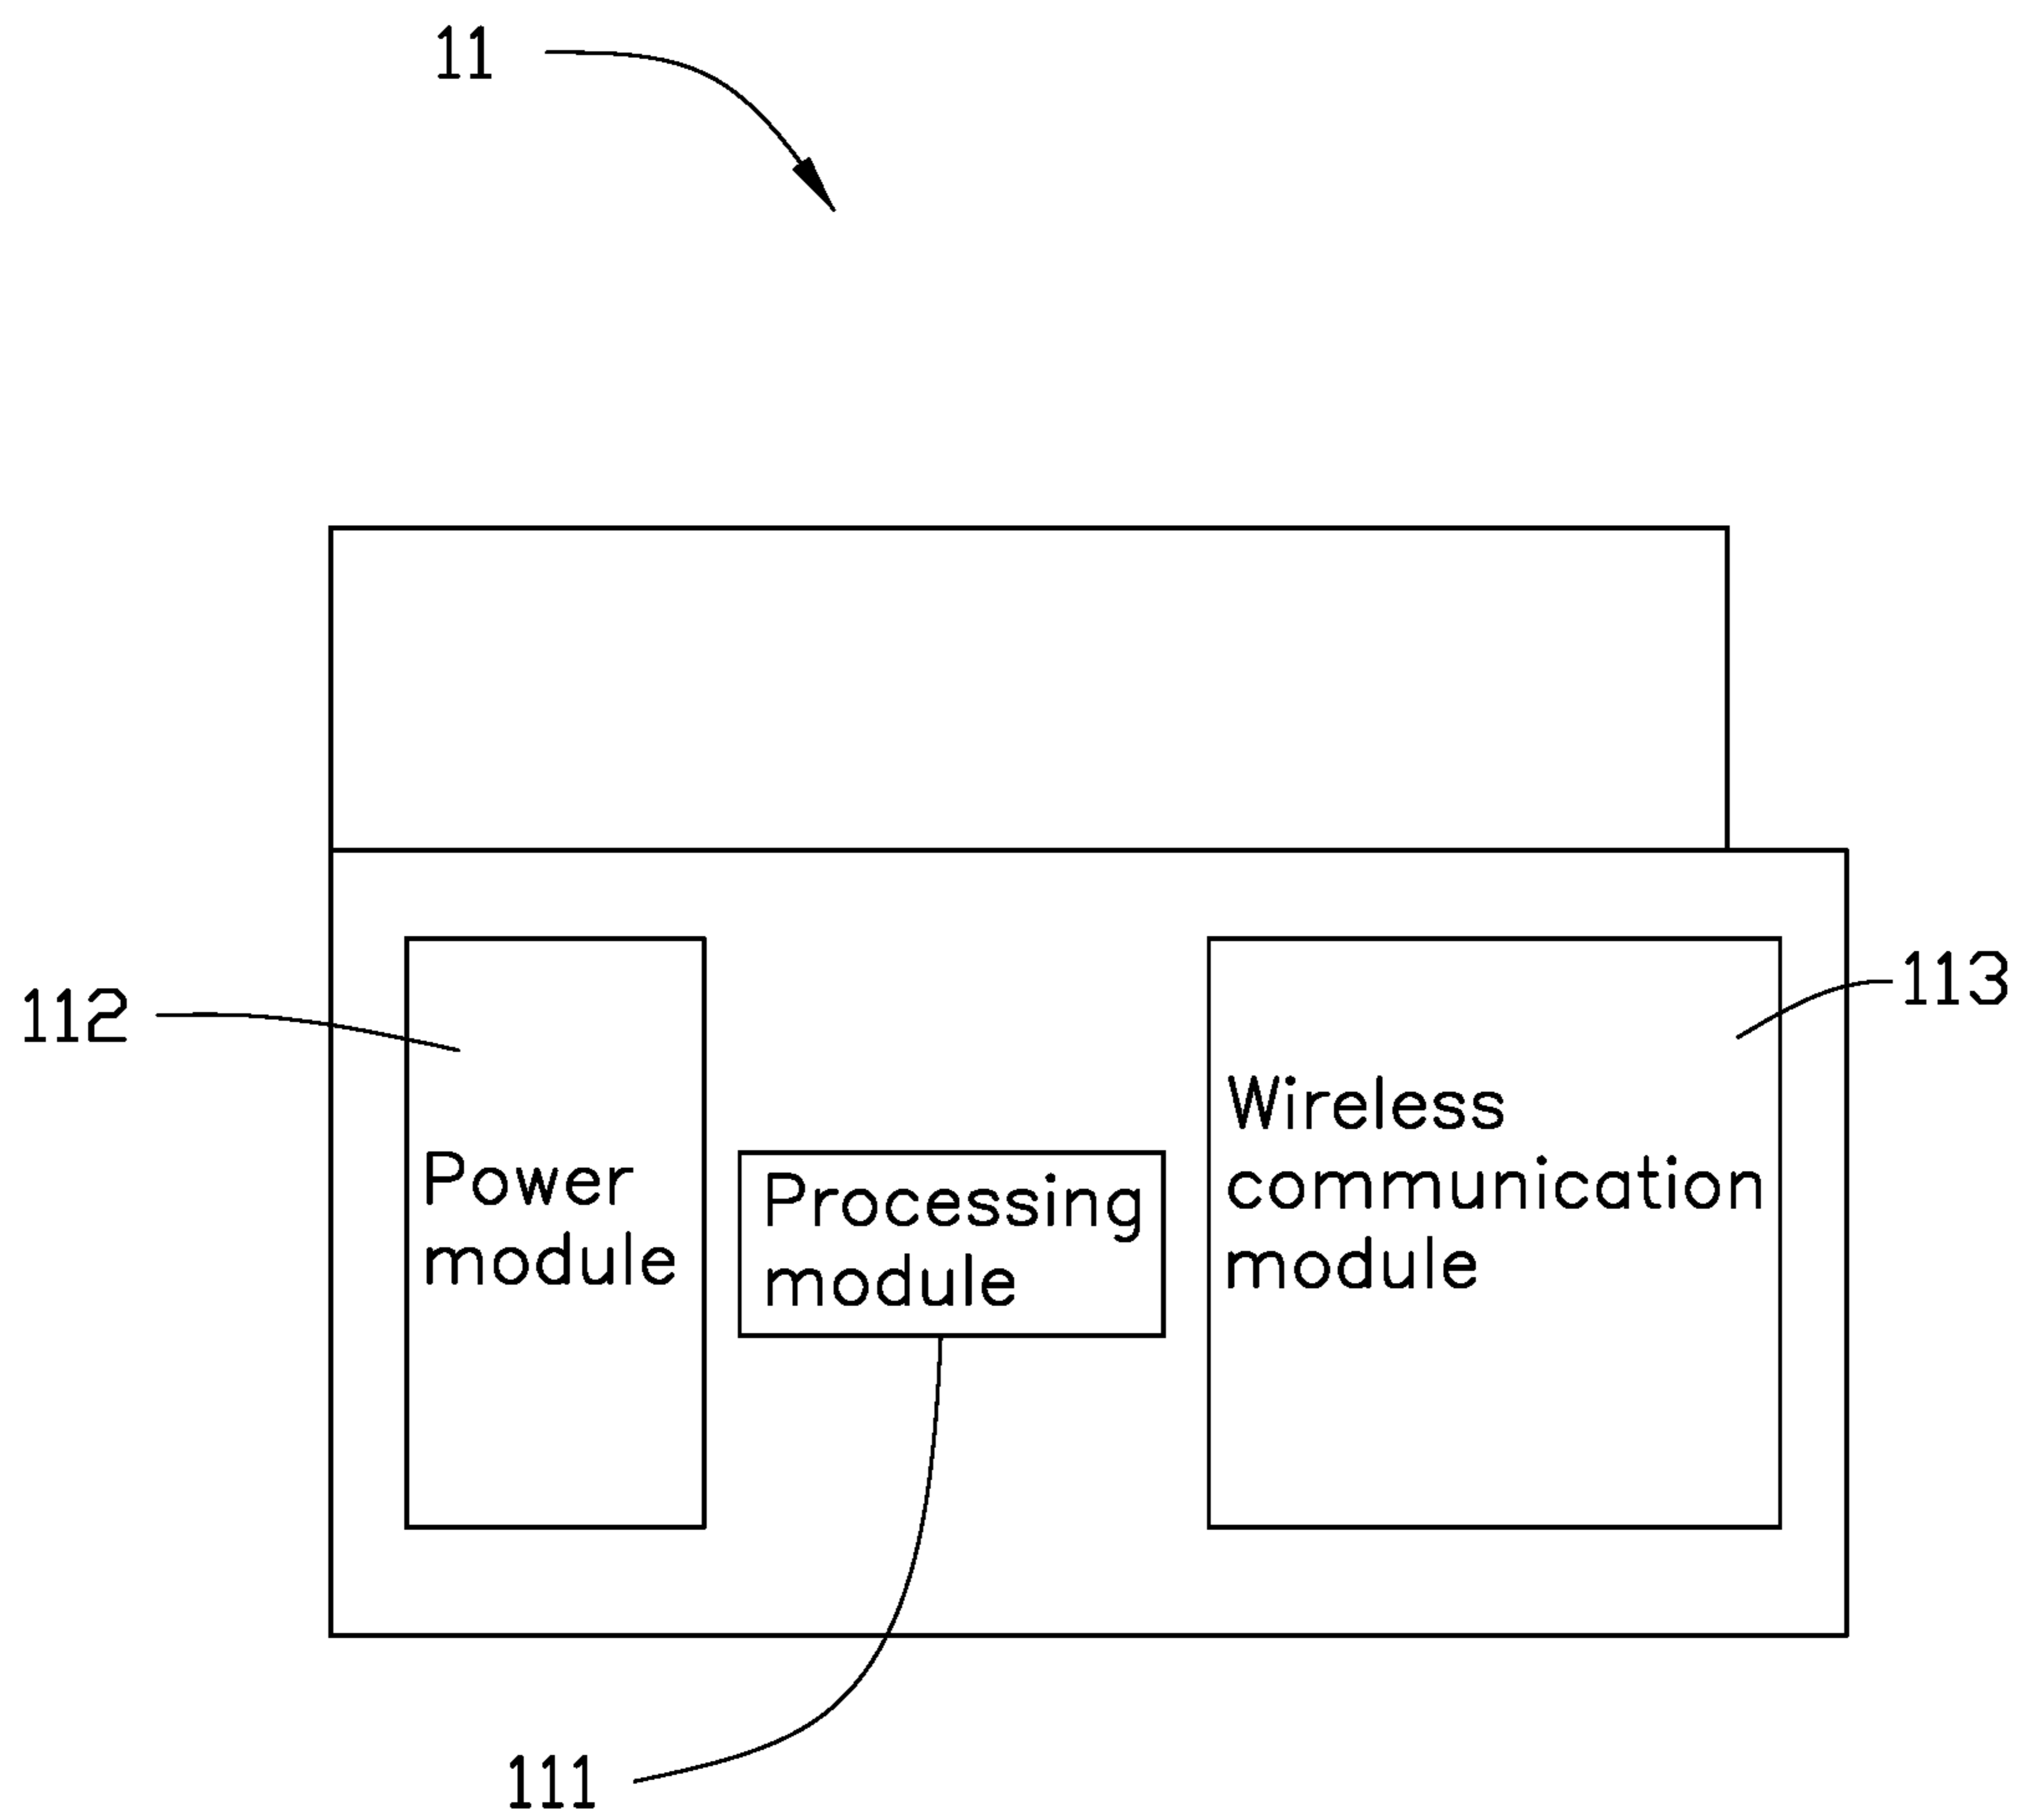 11
112
113
Power
module
Processing
module
Wireless
communication
module
111